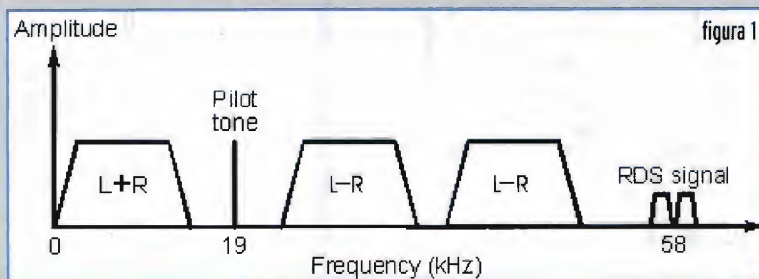 Amplitude
figura 1
Pilot
tone
L+R
L-R
L-R
RDS signal
0
19
58
Frequency (kHz)